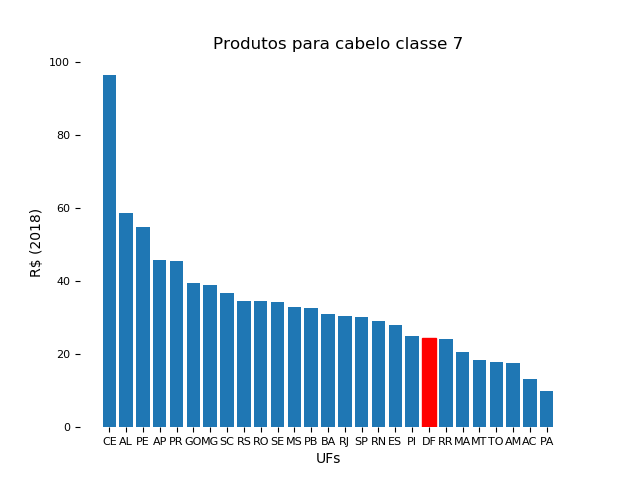 Produtos para cabelo classe 7
100
80
60
40
20
0
R$ (2018)
CE AL PE AP PR GO MG SC RS RO SE MS PB BA RJ SP RN ES PI DF RR MA MT TO AM AC PA
UFs